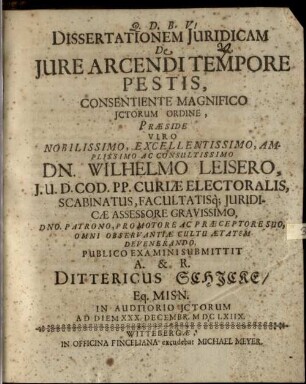 Q. D. B. V.
DISSERTATIONEM JURIDICAM
De
JURE ARCENDI TEMPORE
PESTIS,
CONSENTIENTE MAGNIFICO
JCTORUM ORDINE,
PRÆSIDE
VIRO
NOBILISSIMO, EXCELLENTISSIMO, AM-
PLISSIMO AC CONSULTISSIMO
DN. WILHELMO LEISERO,
J. U. D. COD. PP. CURIÆ ELECTORALIS,
SCABINATUS, FACULTATISq; JURIDI-
CÆ ASSESSORE GRAVISSIMO,
DNO. PATRONO, PROMOTORE AC PRÆCEPTORE SUO,
OMNI OBSERVANTIÆ CULTU ÆTATEM
DEVENERANDO,
PUBLICO EXAMINI SUBMITTIT
A. & R.
DITTERICUS SCHICKE/
Eq. MISN.
IN AUDITORIO JCTORUM
AD DIEM XXX. DECEMBR. M DC LXIIX.
WITTEBERGÆ,
IN OFFICINA FINCELIANA excudebat MICHAEL MEYER.